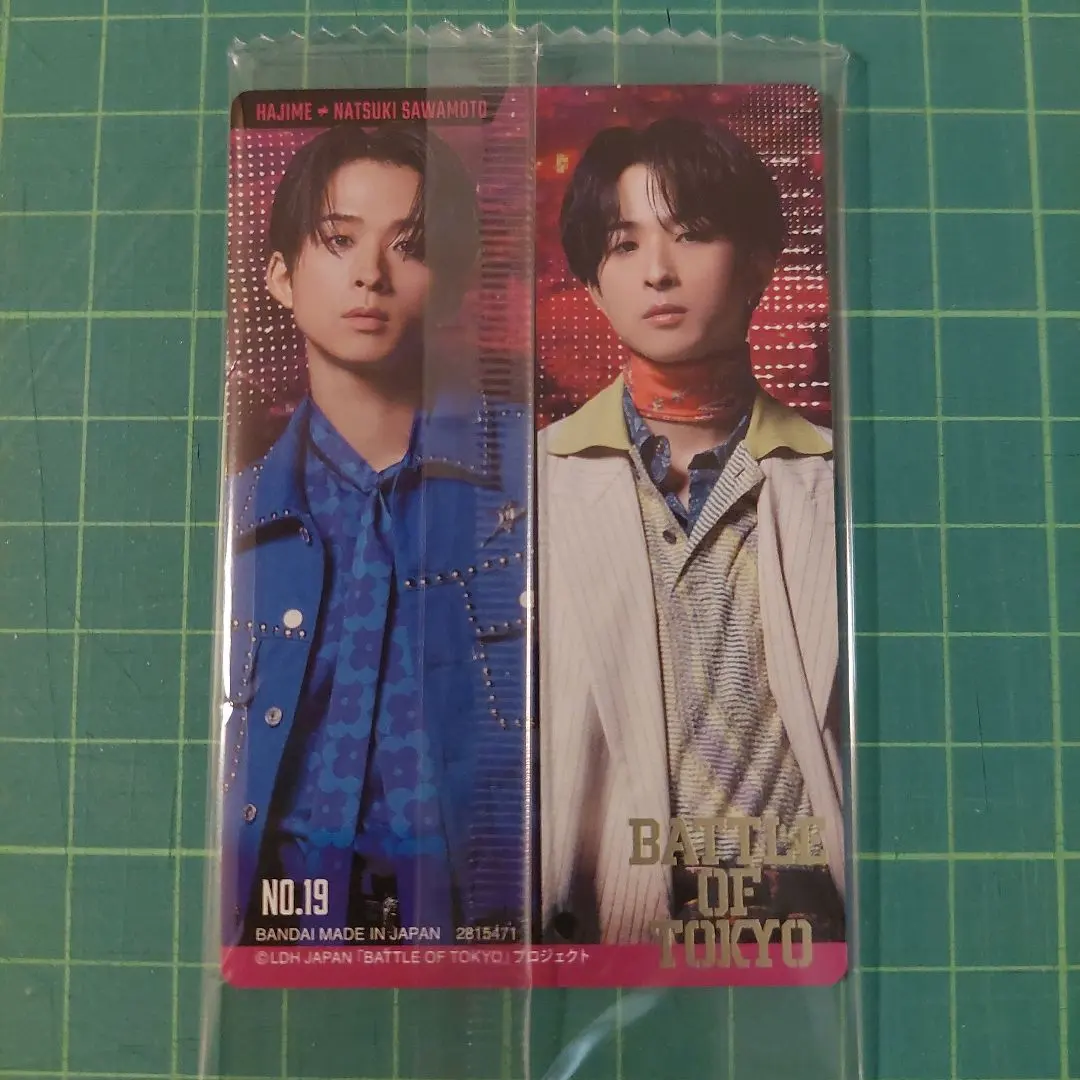 HAJIME ≠ NATSUKI SAWAMOTO
NO.19
BANDAI MADE IN JAPAN 2815471
©LDH JAPAN「BATTLE OF TOKYO」プロジェクト
BATTLE
OF
TOKYO